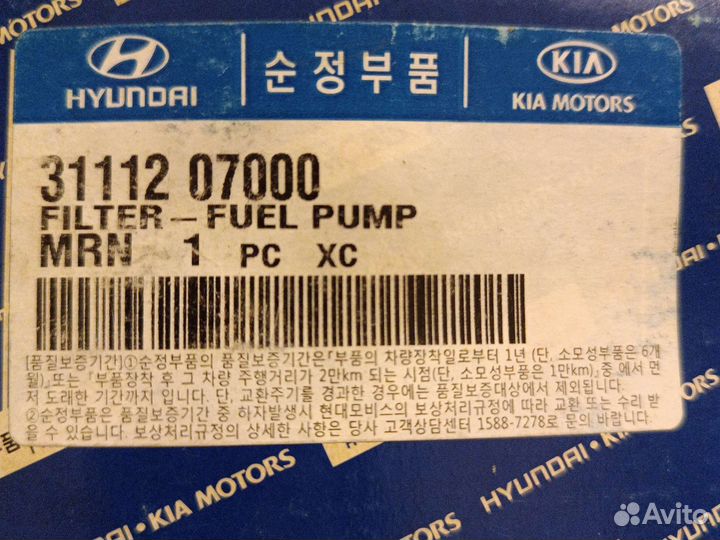 MOTORS
HYUNDAI · KIA MOTORS
HYUNDAI
순정부품
KIA
KIA MOTORS
31112 07000
FILTER – FUEL PUMP
MRN 1 PC XC
[품질보증기간]①순정부품의 품질보증기간은「부품의 차량장착일로부터 1년 (단, 소모성부품은 6개
월)」또는 「부품장착 후 그 차량 주행거리가 2만km 되는 시점(단, 소모성부품은 1만km)」중 에서 먼
저 도래한 기간까지 입니다. 단, 교환주기를 경과한 경우에는 품질보증대상에서 제외됩니다.
②순정부품은 품질보증기간 중 하자발생시 현대모비스의 보상처리규정에 따라 교환 또는 수리 받
을 수 있습니다. 보상처리규정의 상세한 사항은 당사 고객상담센터 1588-7278로 문의 바랍니다.
HYUNDAI ·
HYUNDAI · KIA MOTORS
HYUNDAI · KIA MOTORS
Avito